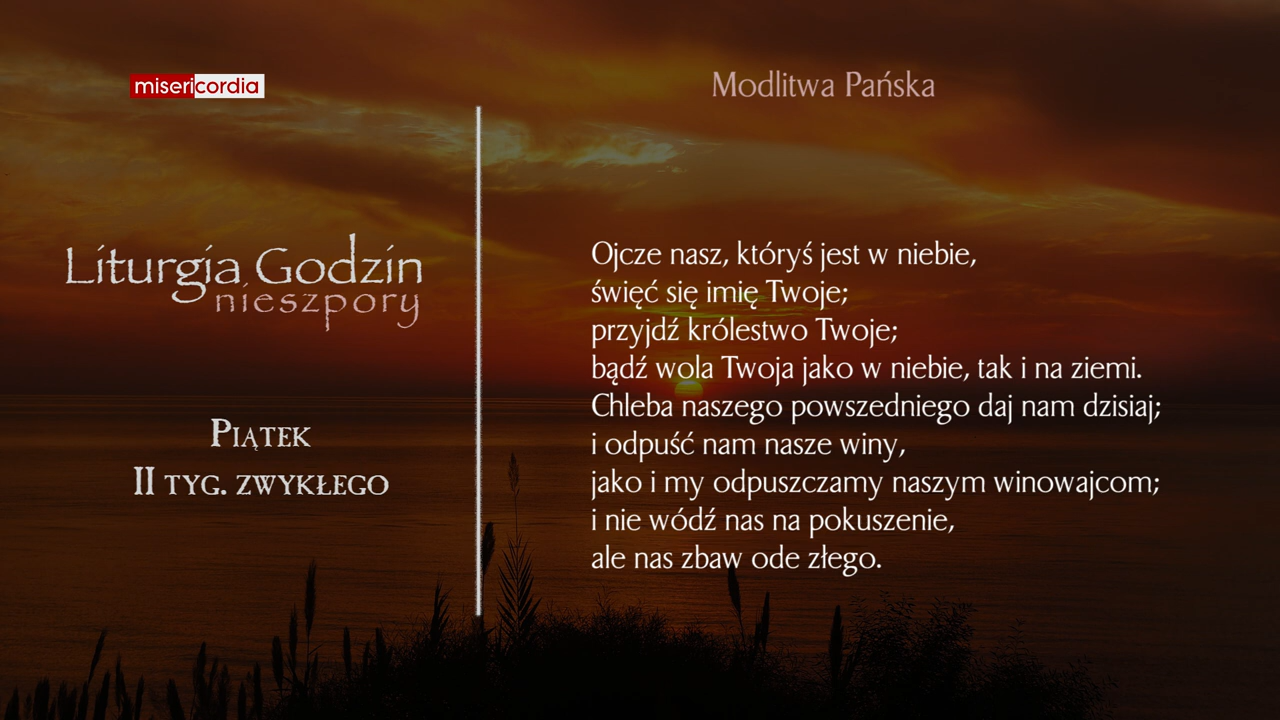 misericordia
Liturgia Godzin
nieszpory
Piątek
II tyg. zwykłego
Modlitwa Pańska
Ojcze nasz, któryś jest w niebie,
święć się imię Twoje;
przyjdź królestwo Twoje;
bądź wola Twoja jako w niebie, tak i na ziemi.
Chleba naszego powszedniego daj nam dzisiaj;
i odpuść nam nasze winy,
jako i my odpuszczamy naszym winowajcom;
i nie wódź nas na pokuszenie,
ale nas zbaw ode złego.